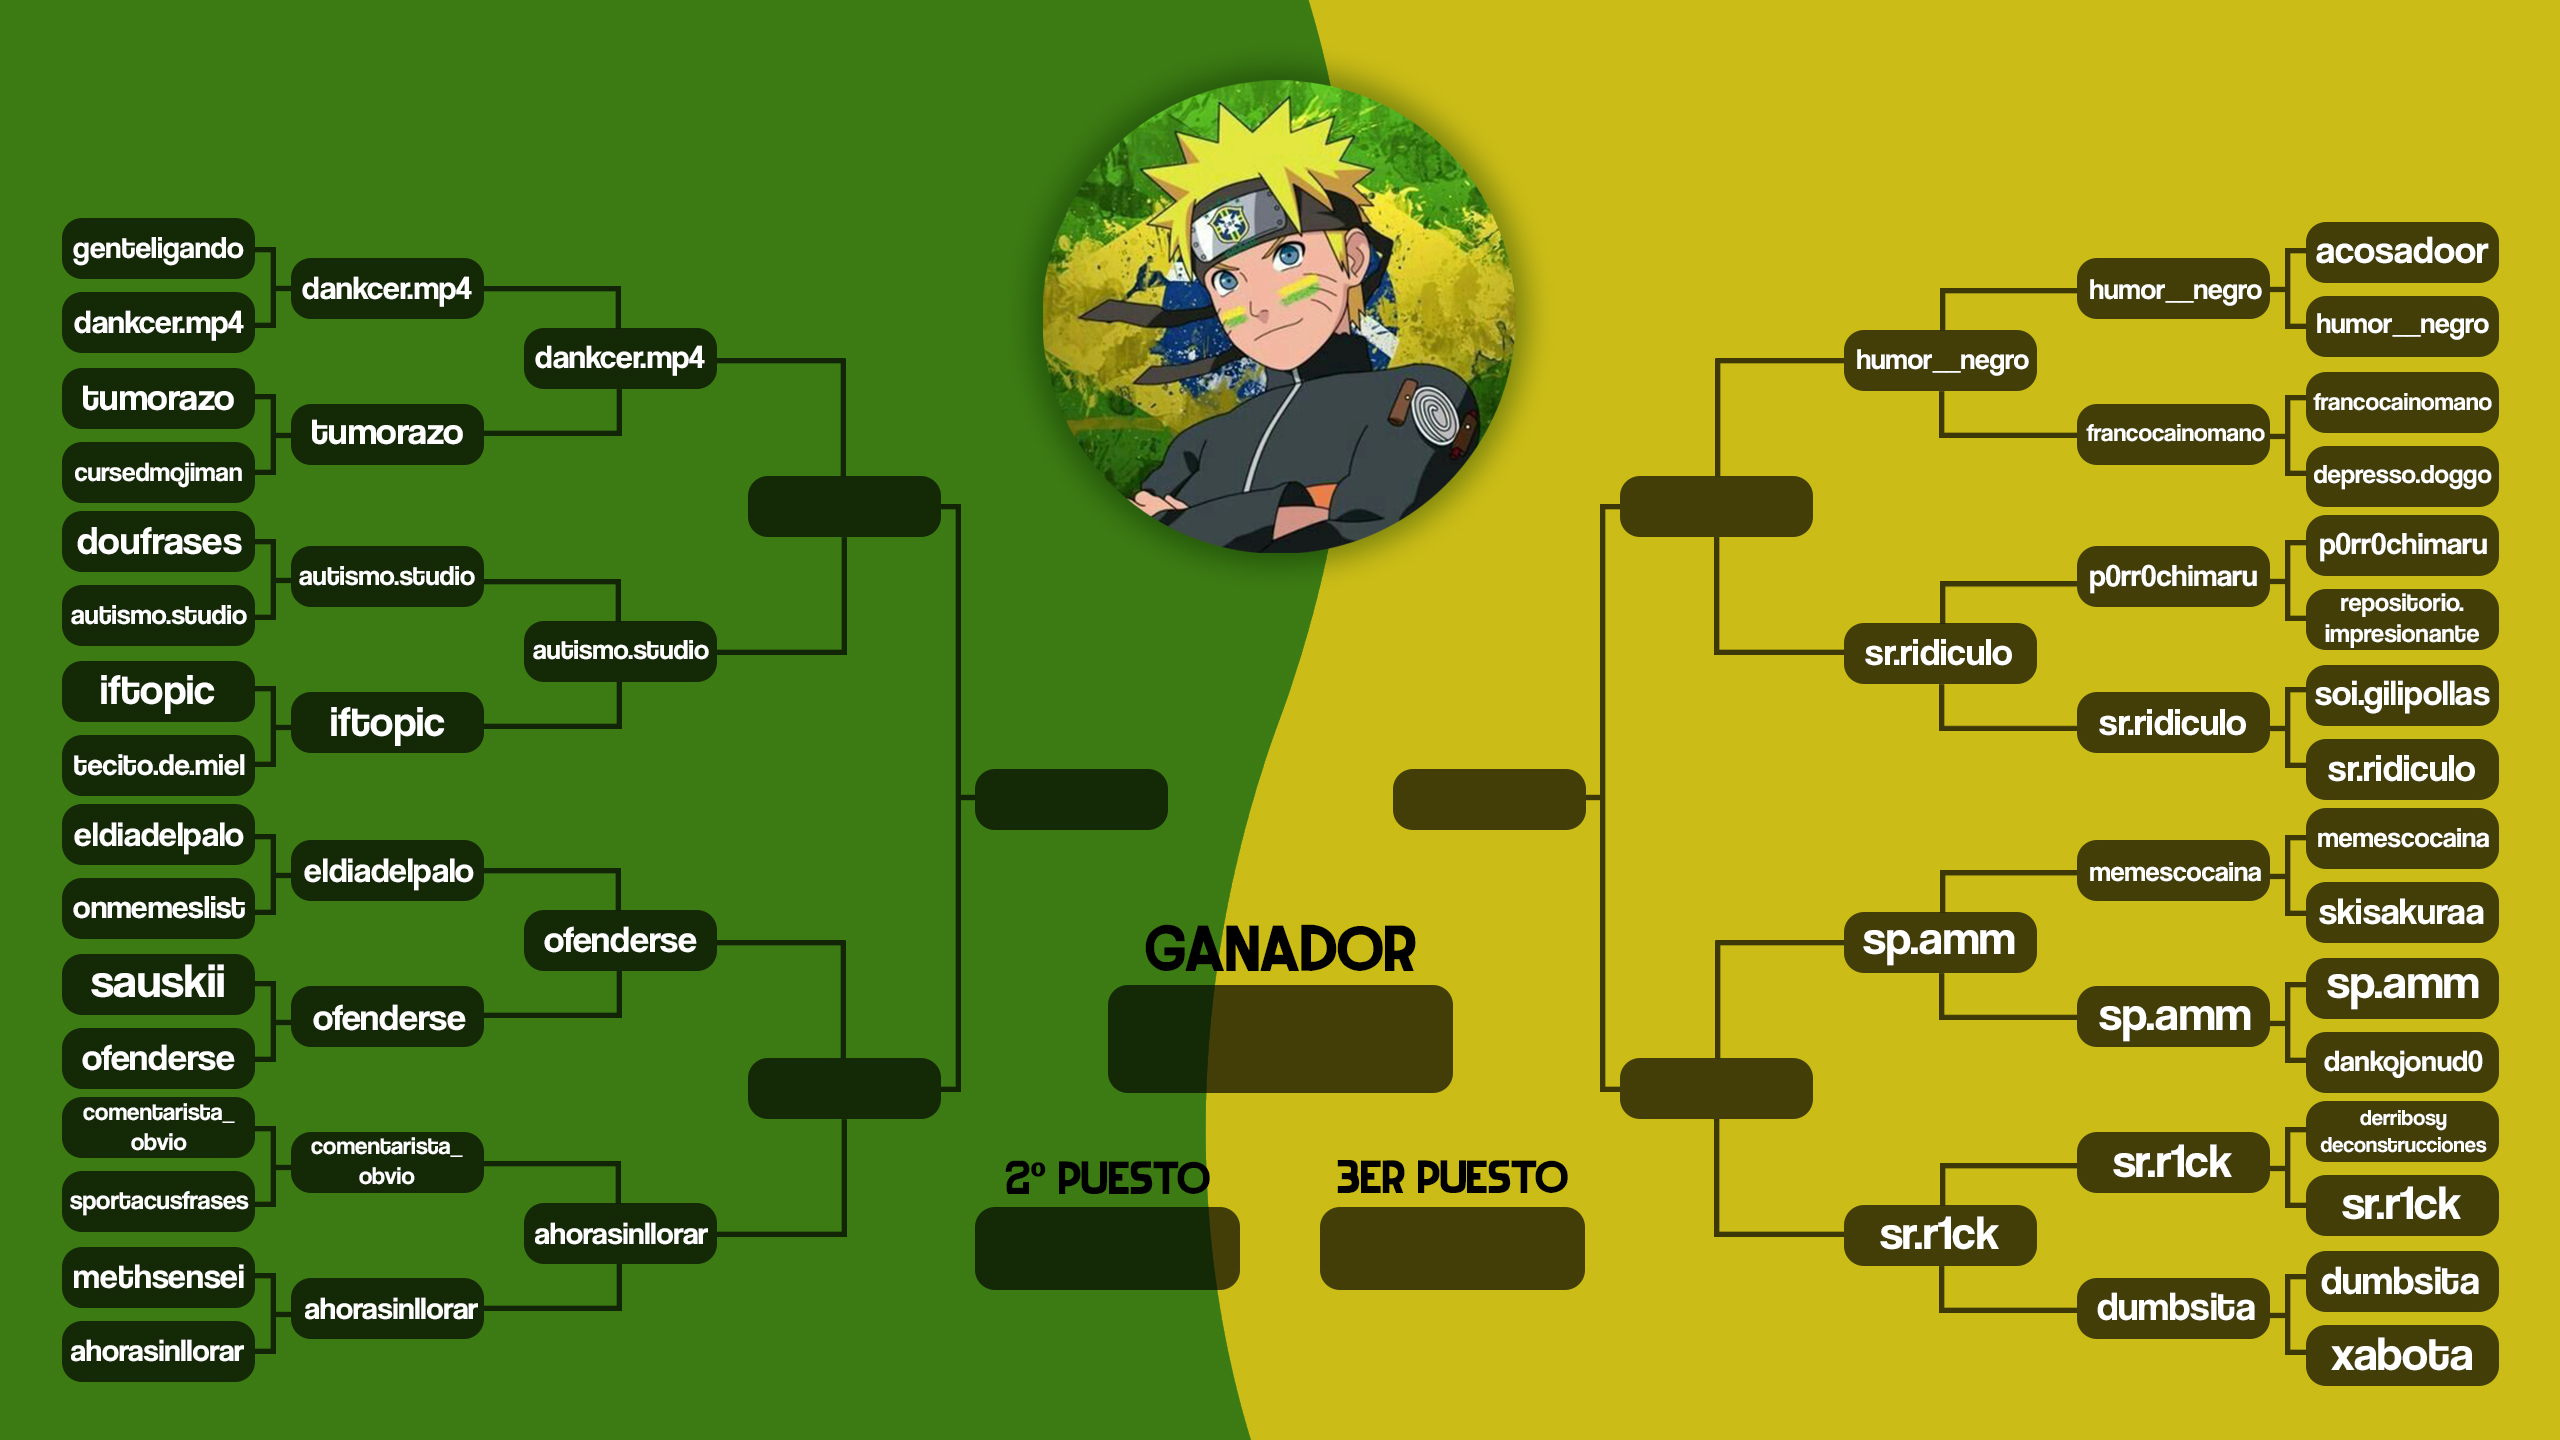 genteligando
dankcer.mp4
tumorazo
cursedmojiman
doufrases
autismo.studio
iftopic
tecito.de.miel
eldiadelpalo
onmemeslist
sauskii
ofenderse
comentarista_
obvio
sportacusfrases
methsensei
ahorasinllorar
dankcer.mp4
tumorazo
autismo.studio
iftopic
eldiadelpalo
ofenderse
comentarista_
obvio
ahorasinllorar
dankcer.mp4
autismo.studio
ofenderse
ahorasinllorar
GANADOR
2º PUESTO
3ER PUESTO
humor__negro
sr.ridiculo
sp.amm
sr.r1ck
humor__negro
francocainomano
p0rr0chimaru
sr.ridiculo
memescocaina
sp.amm
sr.r1ck
dumbsita
acosadoor
humor__negro
francocainomano
depresso.doggo
p0rr0chimaru
repositorio.
impresionante
soi.gilipollas
sr.ridiculo
memescocaina
skisakuraa
sp.amm
dankojonud0
derribosy
deconstrucciones
sr.r1ck
dumbsita
xabota